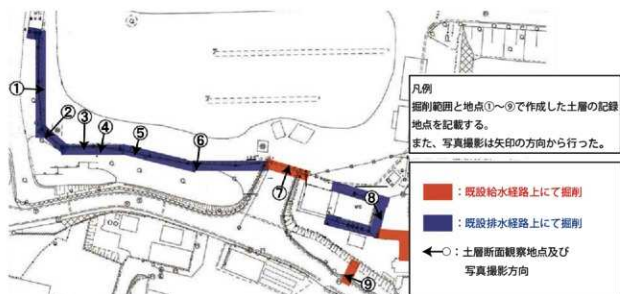 ①
②
③
④
⑤
⑥
⑦
⑧
⑨
凡例
掘削範囲と地点①〜⑨で作成した土層の記録
地点を記載する。
また、写真撮影は矢印の方向から行った。
：既設給水経路上にて掘削
：既設排水経路上にて掘削
：土層断面観察地点及び
写真撮影方向